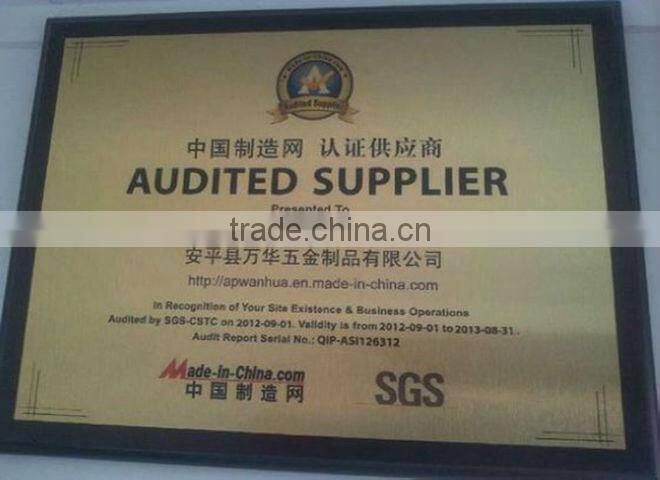 MADE-IN-CHINA.COM
Audited Supplier
中国制造网 认证供应商
AUDITED SUPPLIER
Presented To
trade.china.cn
安平县万华五金制品有限公司
http://apwanhua.en.made-in-china.com
In Recognition of Your Site Existence & Business Operations
Audited by SGS-CSTC on 2012-09-01. Validity is from 2012-09-01 to 2013-08-31.
Audit Report Serial No.: QIP-ASI126312
Made-in-China.com
中国制造网
SGS